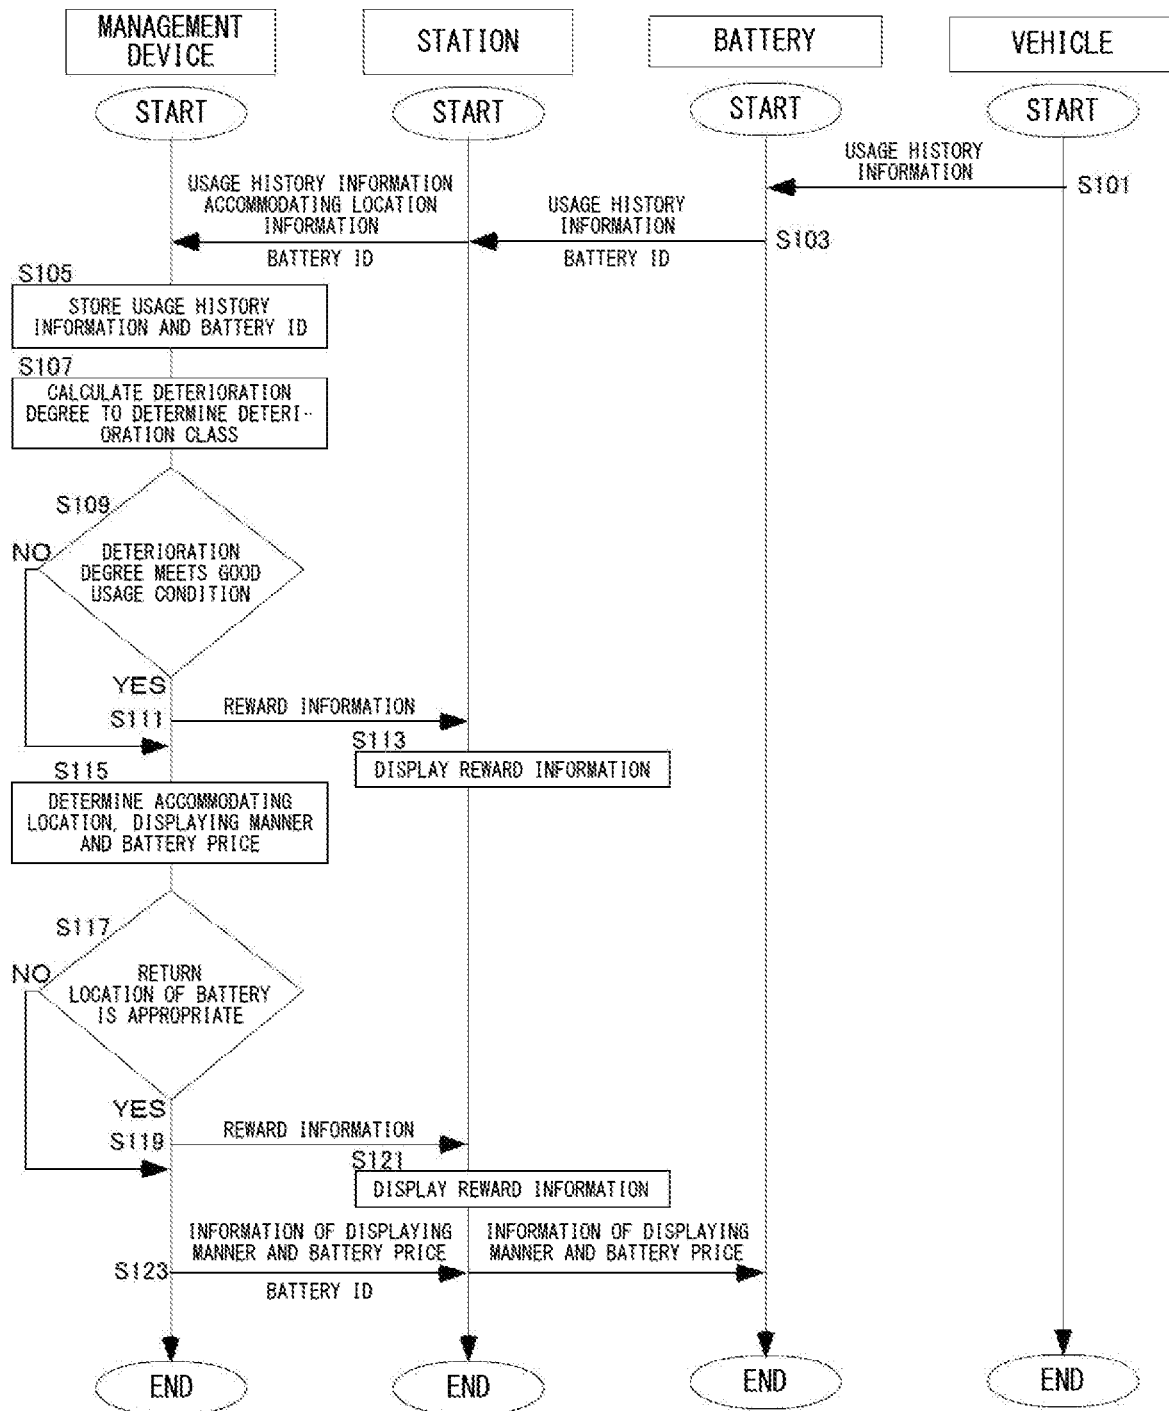 MANAGEMENT
DEVICE
STATION
BATTERY
VEHICLE
START
START
START
START
USAGE HISTORY
INFORMATION
S101
USAGE HISTORY INFORMATION
ACCOMMODATING LOCATION
INFORMATION
BATTERY ID
USAGE HISTORY
INFORMATION
BATTERY ID
S103
S105
STORE USAGE HISTORY
INFORMATION AND BATTERY ID
S107
CALCULATE DETERIORATION
DEGREE TO DETERMINE DETERI-
ORATION CLASS
S109
NO
DETERIORATION
DEGREE MEETS GOOD
USAGE CONDITION
YES
S111
REWARD INFORMATION
S113
DISPLAY REWARD INFORMATION
S115
DETERMINE ACCOMMODATING
LOCATION, DISPLAYING MANNER
AND BATTERY PRICE
S117
NO
RETURN
LOCATION OF BATTERY
IS APPROPRIATE
YES
S119
REWARD INFORMATION
S121
DISPLAY REWARD INFORMATION
INFORMATION OF DISPLAYING
MANNER AND BATTERY PRICE
INFORMATION OF DISPLAYING
MANNER AND BATTERY PRICE
S123
BATTERY ID
END
END
END
END